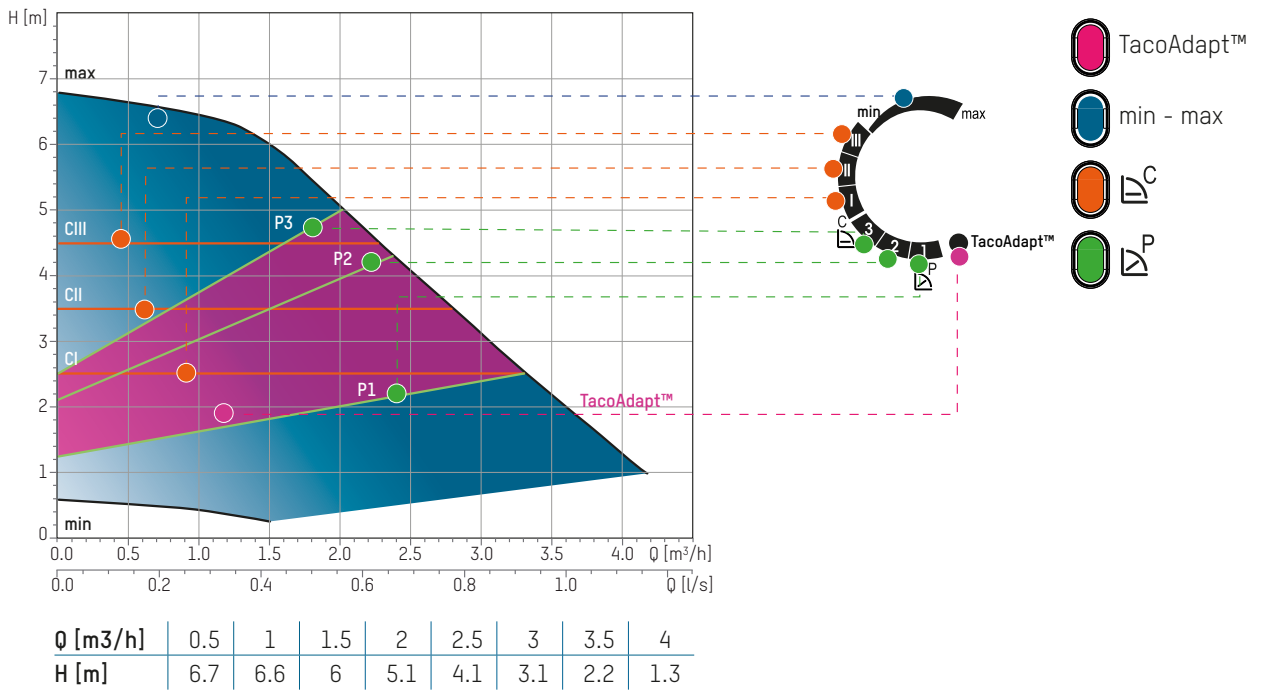 H [m]
7
6
5
4
3
2
1
0
max
CIII
CII
CI
P3
P2
P1
TacoAdapt™
min
0.0 0.5 1.0 1.5 2.0 2.5 3.0 3.5 4.0 Q [m³/h]
0.0 0.2 0.4 0.6 0.8 1.0 Q [l/s]
min
max
III
II
I
C
3
2
1
P
TacoAdapt™
TacoAdapt™
min - max
C
P
Q [m3/h] 0.5 1 1.5 2 2.5 3 3.5 4
H [m] 6.7 6.6 6 5.1 4.1 3.1 2.2 1.3